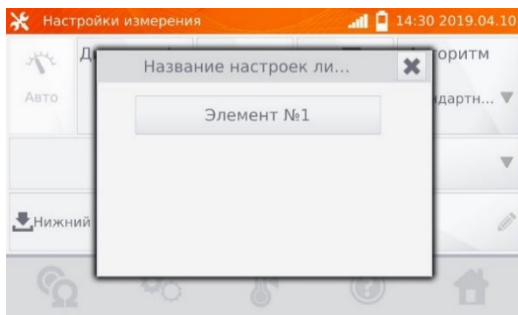 Настройки измерения 14:30 2019.04.10
Название настроек ли...
Авто
Элемент №1
Нижний